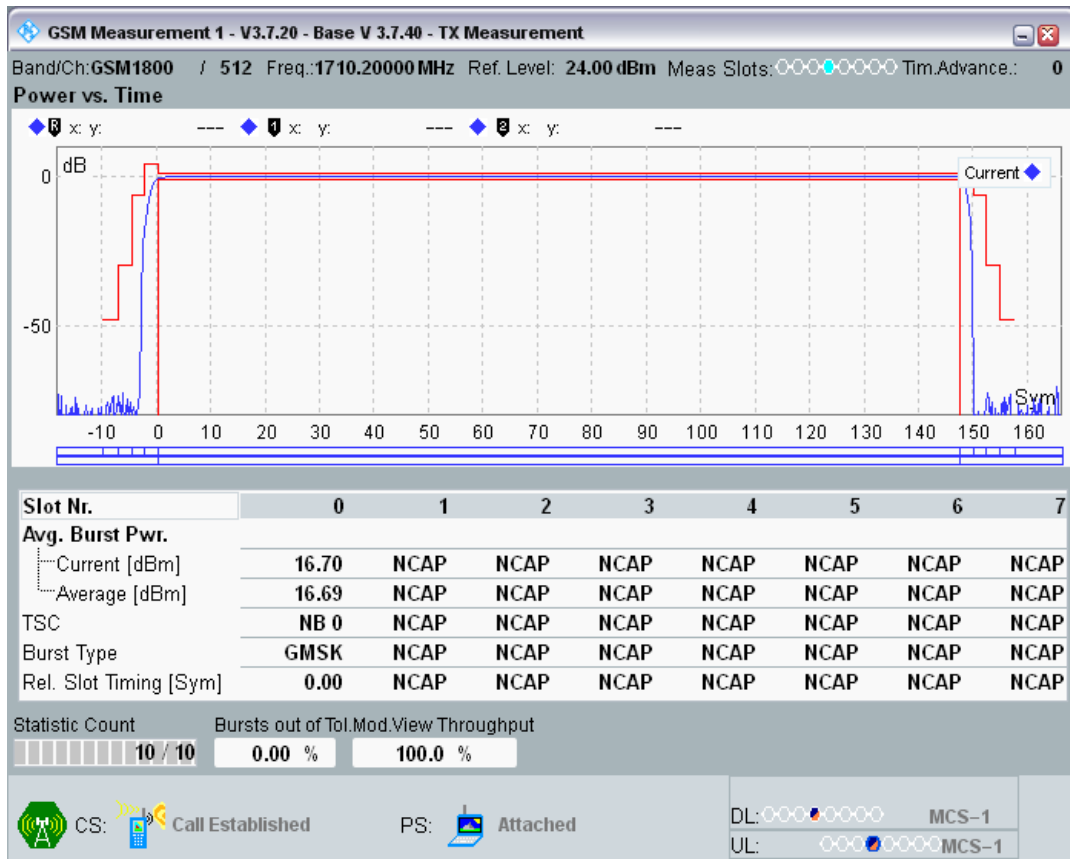 GSM Measurement 1 - V3.7.20 - Base V 3.7.40 - TX Measurement
Band/Ch:GSM1800 / 512 Freq.:1710.20000 MHz Ref. Level: 24.00 dBm Meas Slots: Tim.Advance.: 0
Power vs. Time
R x: y: --- 1 x: y: --- 2 x: y: ---
dB
Current
0
-50
Sym
-10 0 10 20 30 40 50 60 70 80 90 100 110 120 130 140 150 160
Slot Nr. 0 1 2 3 4 5 6 7
Avg. Burst Pwr.
Current [dBm] 16.70 NCAP NCAP NCAP NCAP NCAP NCAP NCAP
Average [dBm] 16.69 NCAP NCAP NCAP NCAP NCAP NCAP NCAP
TSC NB 0 NCAP NCAP NCAP NCAP NCAP NCAP NCAP
Burst Type GMSK NCAP NCAP NCAP NCAP NCAP NCAP NCAP
Rel. Slot Timing [Sym] 0.00 NCAP NCAP NCAP NCAP NCAP NCAP NCAP
Statistic Count Bursts out of Tol.Mod.View Throughput
10 / 10 0.00 % 100.0 %
CS: Call Established PS: Attached
DL: MCS-1
UL: MCS-1